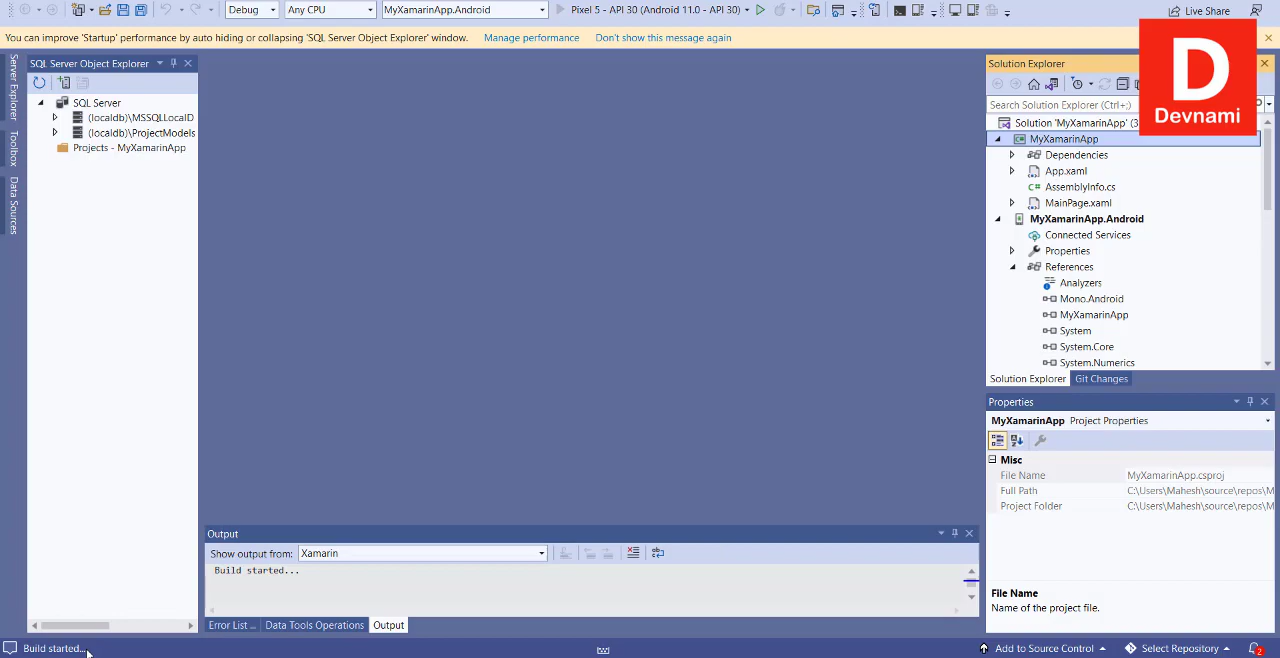 Debug
Any CPU
MyXamarinApp.Android
Pixel 5 - API 30 (Android 11.0 - API 30)
Live Share
You can improve 'Startup' performance by auto hiding or collapsing 'SQL Server Object Explorer' window. Manage performance Don't show this message again
D
Devnami
Server Explorer
Toolbox
Data Sources
SQL Server Object Explorer
SQL Server
(localdb)\MSSQLLocalD
(localdb)\ProjectModels
Projects - MyXamarinApp
Solution Explorer
Search Solution Explorer (Ctrl+;)
Solution 'MyXamarinApp' (3
MyXamarinApp
Dependencies
App.xaml
C# AssemblyInfo.cs
MainPage.xaml
MyXamarinApp.Android
Connected Services
Properties
References
Analyzers
Mono.Android
MyXamarinApp
System
System.Core
System.Numerics
Solution Explorer Git Changes
Properties
MyXamarinApp Project Properties
Misc
File Name MyXamarinApp.csproj
Full Path C:\Users\Mahesh\source\repos\M
Project Folder C:\Users\Mahesh\source\repos\M
File Name
Name of the project file.
Output
Show output from: Xamarin
Build started...
Error List ... Data Tools Operations Output
Build started...
Add to Source Control
Select Repository
2